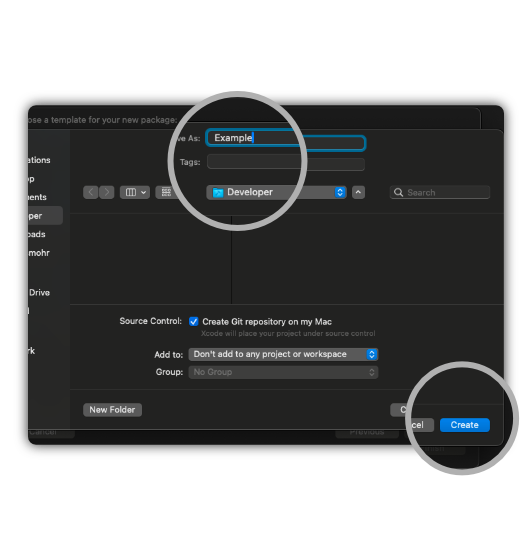 ose a template for your new package:
ve As: Example
Tags:
ations
op
ments
Developer
Search
per
oads
mohr
Drive
Source Control: Create Git repository on my Mac
Xcode will place your project under source control
rk
Add to: Don't add to any project or workspace
Group: No Group
New Folder
C
cel Create
Cancel Previous